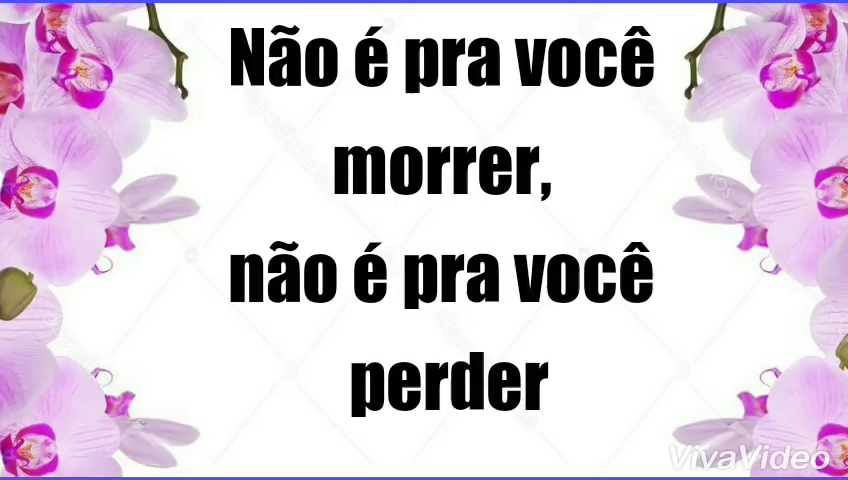 Não é pra você
morrer,
não é pra você
perder
VivaVideo